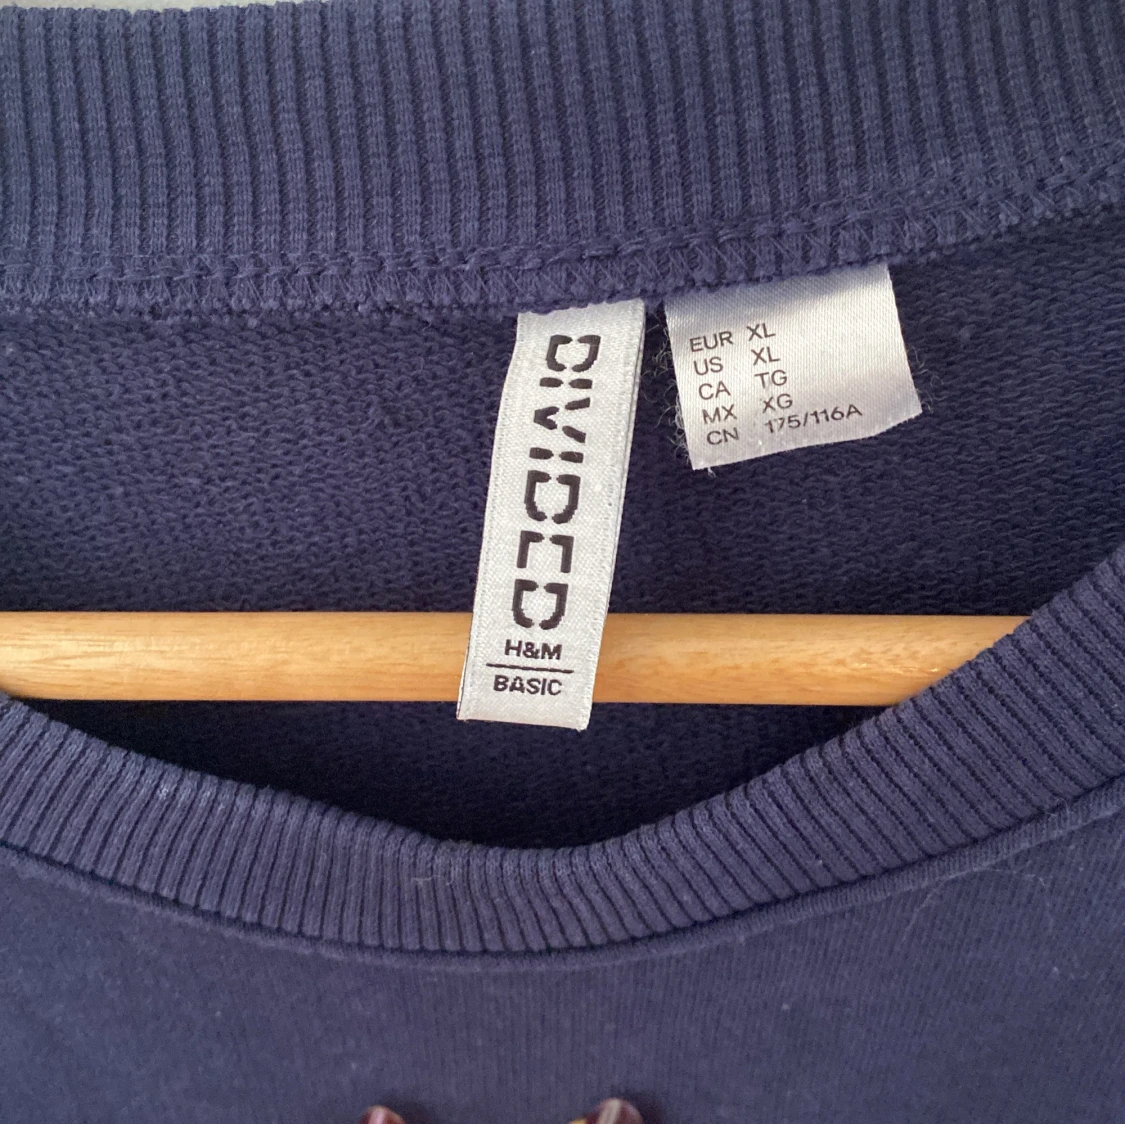 DIVIDED
H&M
BASIC
EUR XL
US XL
CA TG
MX XG
CN 175/116A